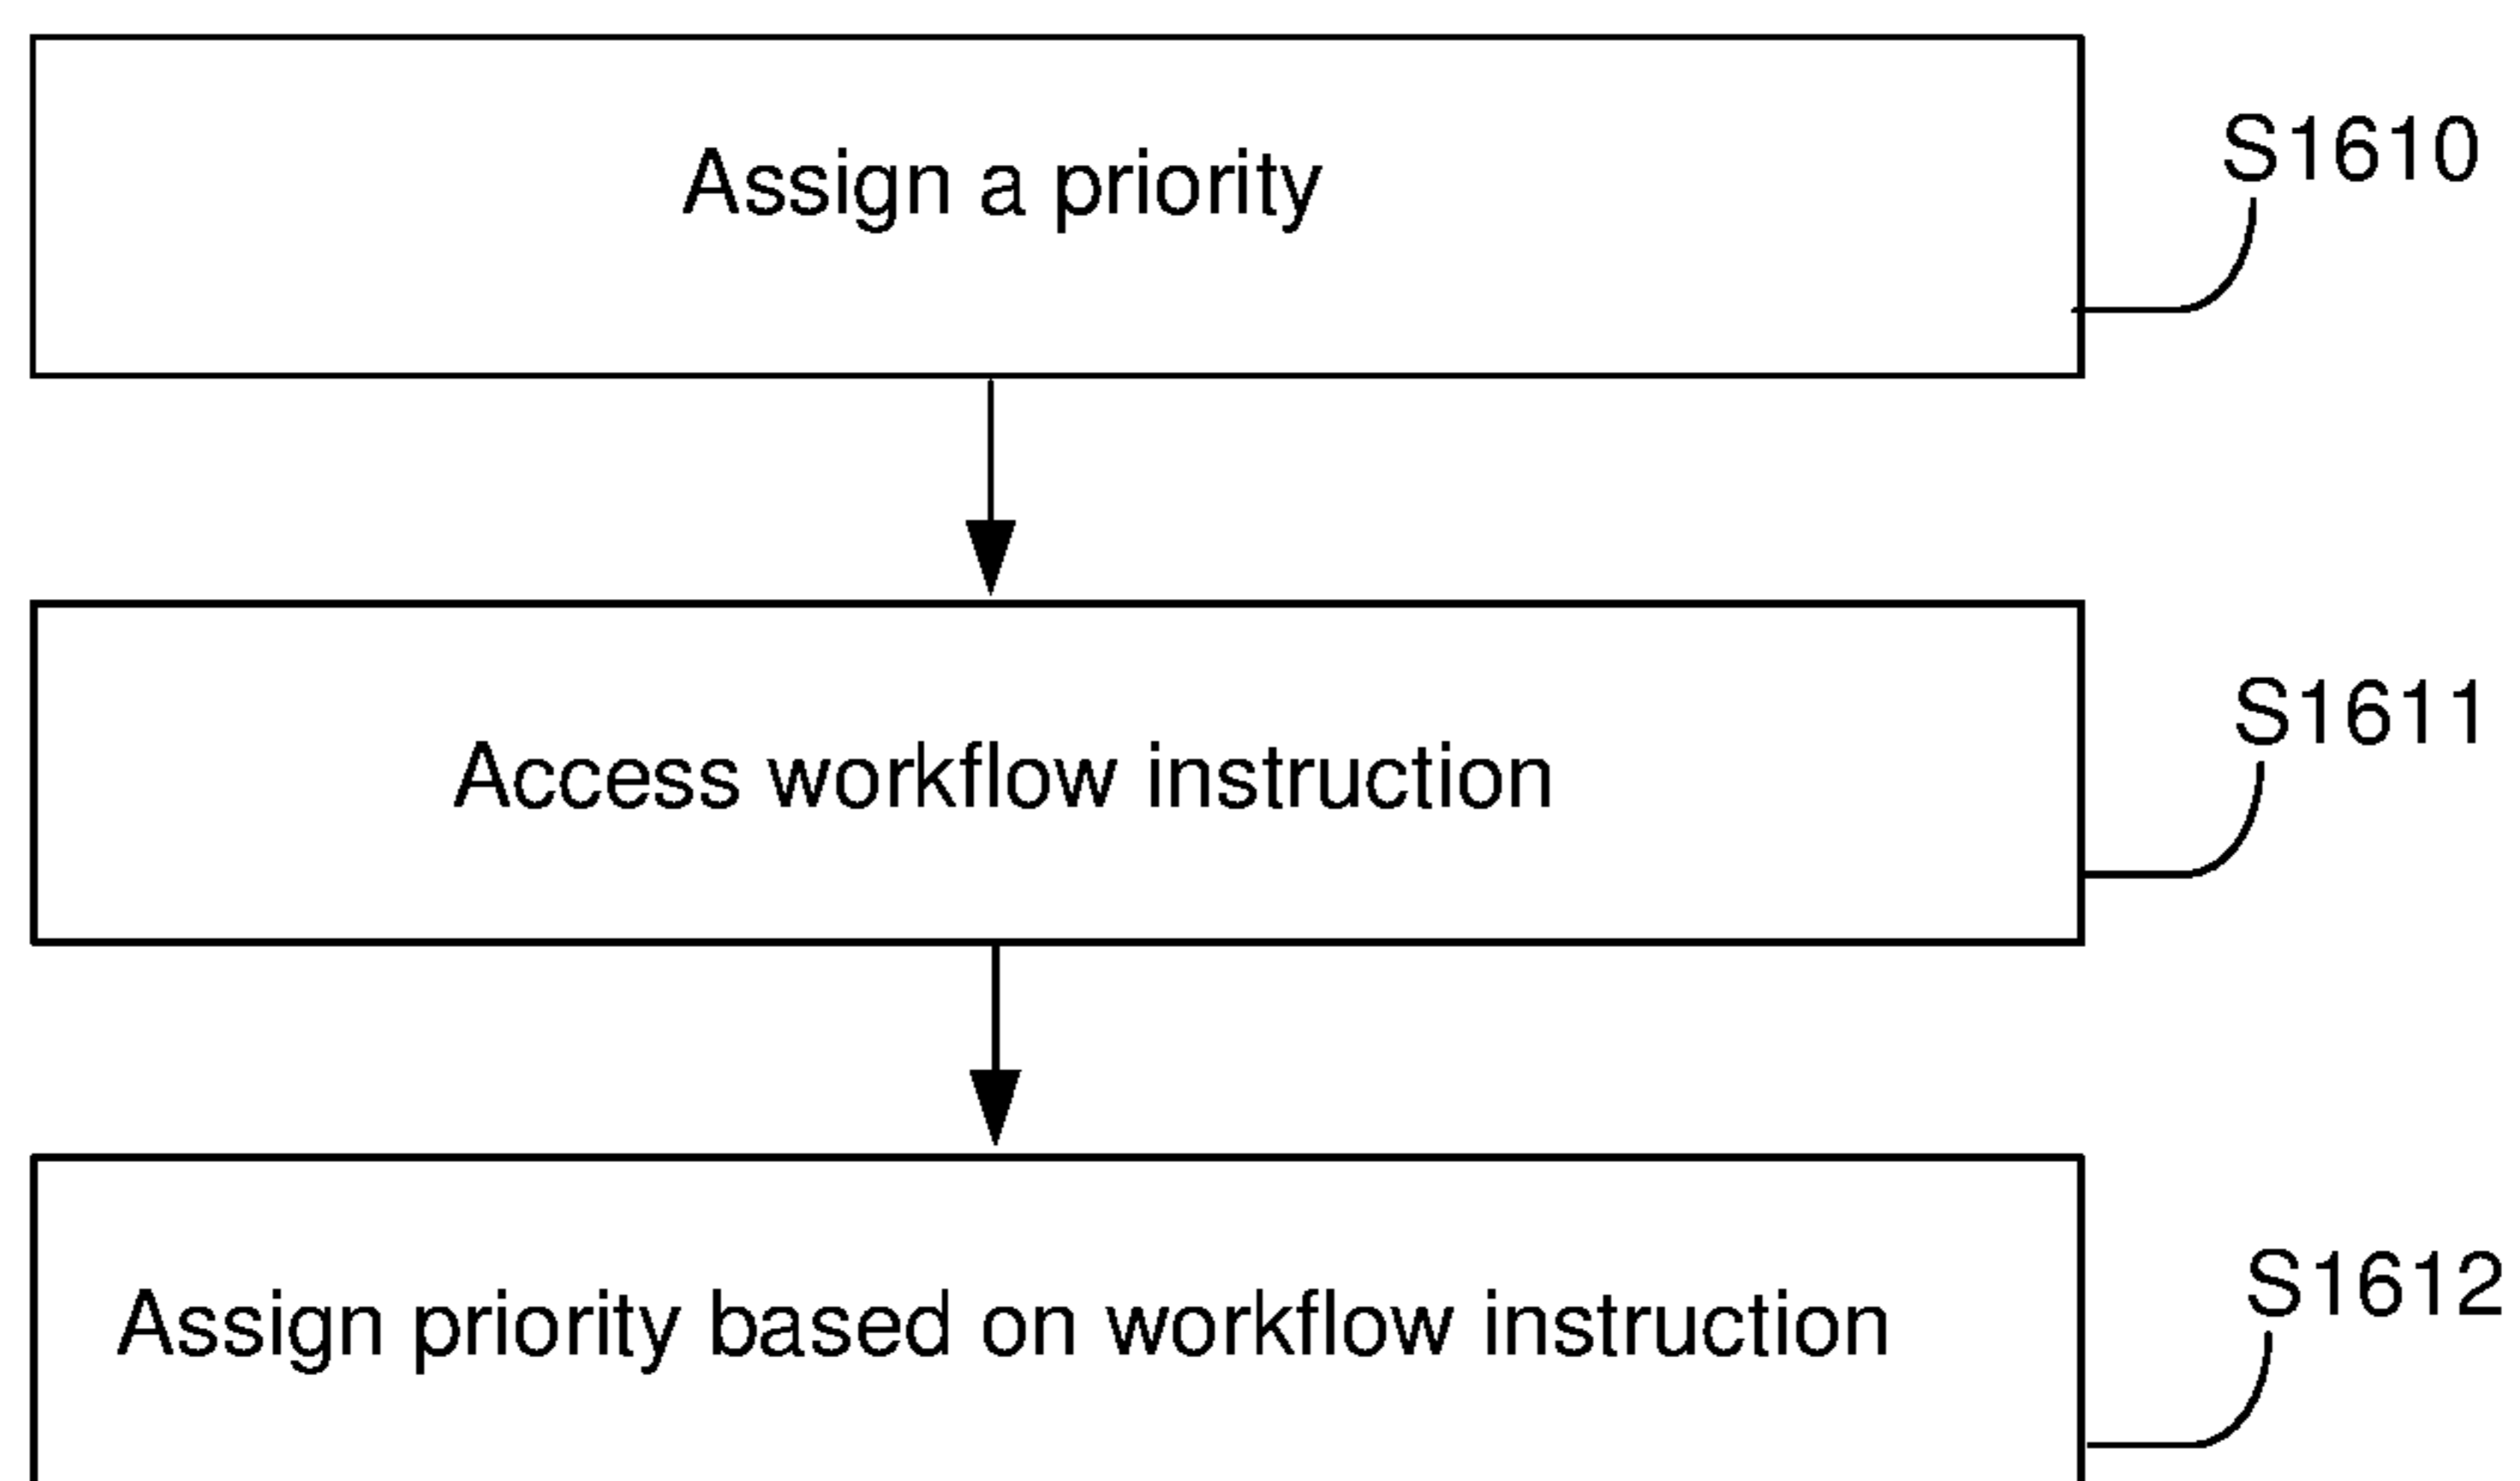 Assign a priority
S1610
Access workflow instruction
S1611
Assign priority based on workflow instruction
S1612